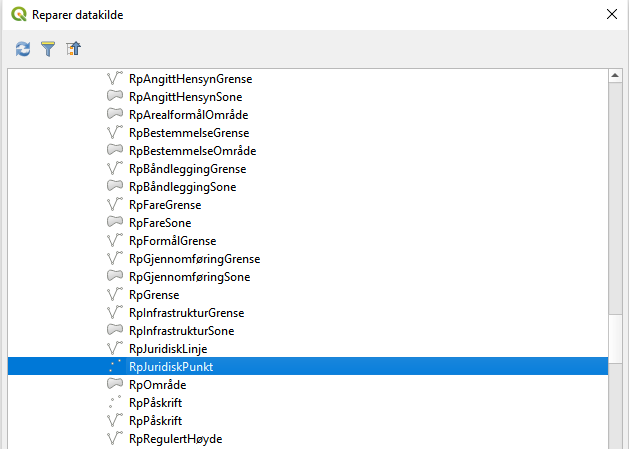 Reparer datakilde
RpAngittHensynGrense
RpAngittHensynSone
RpArealformålOmråde
RpBestemmelseGrense
RpBestemmelseOmråde
RpBåndleggingGrense
RpBåndleggingSone
RpFareGrense
RpFareSone
RpFormålGrense
RpGjennomføringGrense
RpGjennomføringSone
RpGrense
RpInfrastrukturGrense
RpInfrastrukturSone
RpJuridiskLinje
RpJuridiskPunkt
RpOmråde
RpPåskrift
RpPåskrift
RpRegulertHøyde